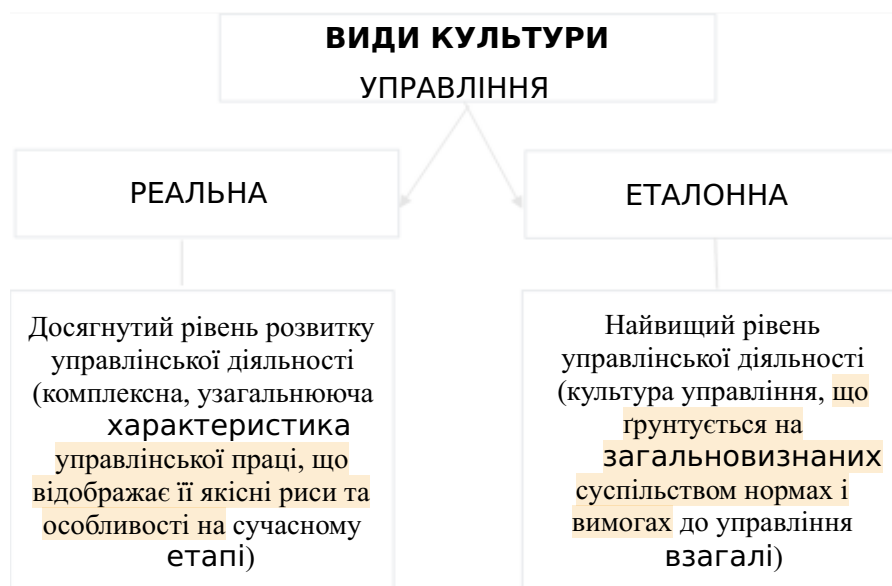 ВИДИ КУЛЬТУРИ
УПРАВЛІННЯ
РЕАЛЬНА
ЕТАЛОННА
Досягнутий рівень розвитку
управлінської діяльності
(комплексна, узагальнююча
характеристика
управлінської праці, що
відображає її якісні риси та
особливості на сучасному
етапі)
Найвищий рівень
управлінської діяльності
(культура управління, що
ґрунтується на
загальновизнаних
суспільством нормах і
вимогах до управління
взагалі)